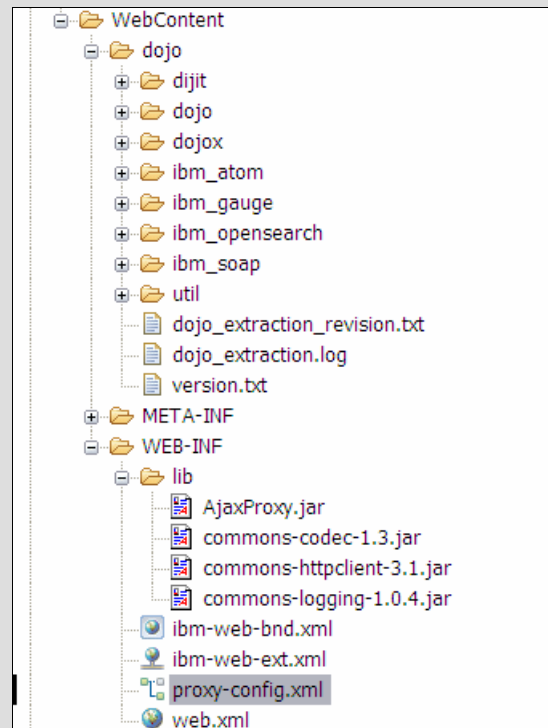 WebContent
dojo
dijit
dojo
dojox
ibm_atom
ibm_gauge
ibm_opensearch
ibm_soap
util
dojo_extraction_revision.txt
dojo_extraction.log
version.txt
META-INF
WEB-INF
lib
AjaxProxy.jar
commons-codec-1.3.jar
commons-httpclient-3.1.jar
commons-logging-1.0.4.jar
ibm-web-bnd.xml
ibm-web-ext.xml
proxy-config.xml
web.xml